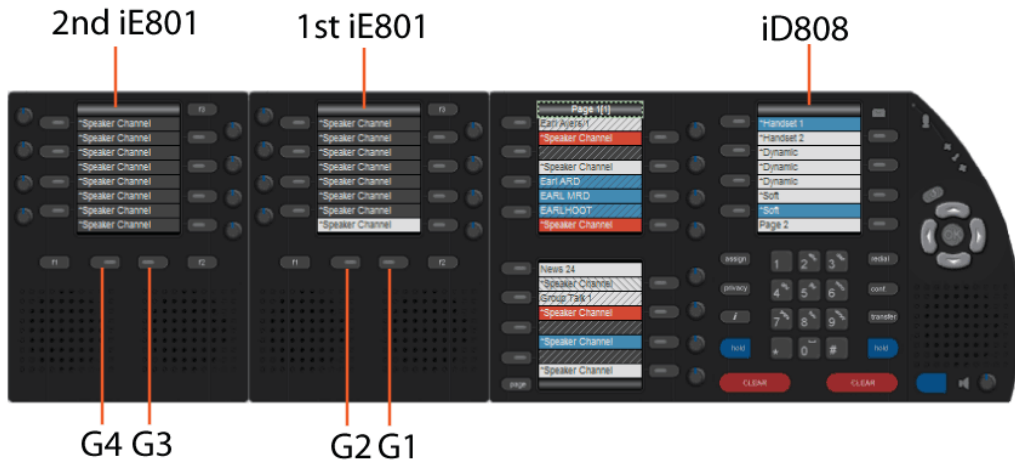 2nd iE801
1st iE801
iD808
f3
*Speaker Channel
*Speaker Channel
*Speaker Channel
*Speaker Channel
*Speaker Channel
*Speaker Channel
*Speaker Channel
*Speaker Channel
f1
f2
f3
*Speaker Channel
*Speaker Channel
*Speaker Channel
*Speaker Channel
*Speaker Channel
*Speaker Channel
*Speaker Channel
*Speaker Channel
f1
f2
Page 1[1]
*Speaker Channel
*Speaker Channel
Earl ARD
EARL MRD
EARLHOOT
*Speaker Channel
*Handset 1
*Handset 2
*Dynamic
*Dynamic
*Soft
*Soft
Page 2
News 24
*Speaker Channel
Group Talk 1
*Speaker Channel
*Speaker Channel
*Speaker Channel
page
assign
1 2 3
redial
privacy
4 5 6
conf
i
7 8 9
transfer
hold
* 0 #
hold
CLEAR
CLEAR
OK
G4 G3
G2 G1